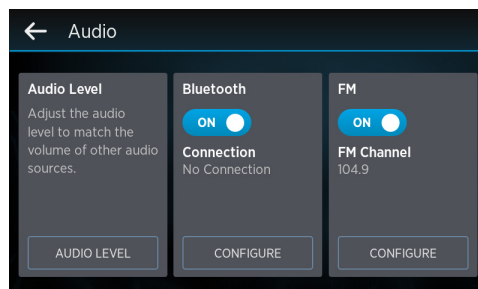 Audio
Audio Level
Adjust the audio
level to match the
volume of other audio
sources.
AUDIO LEVEL
Bluetooth
ON
Connection
No Connection
CONFIGURE
FM
ON
FM Channel
104.9
CONFIGURE